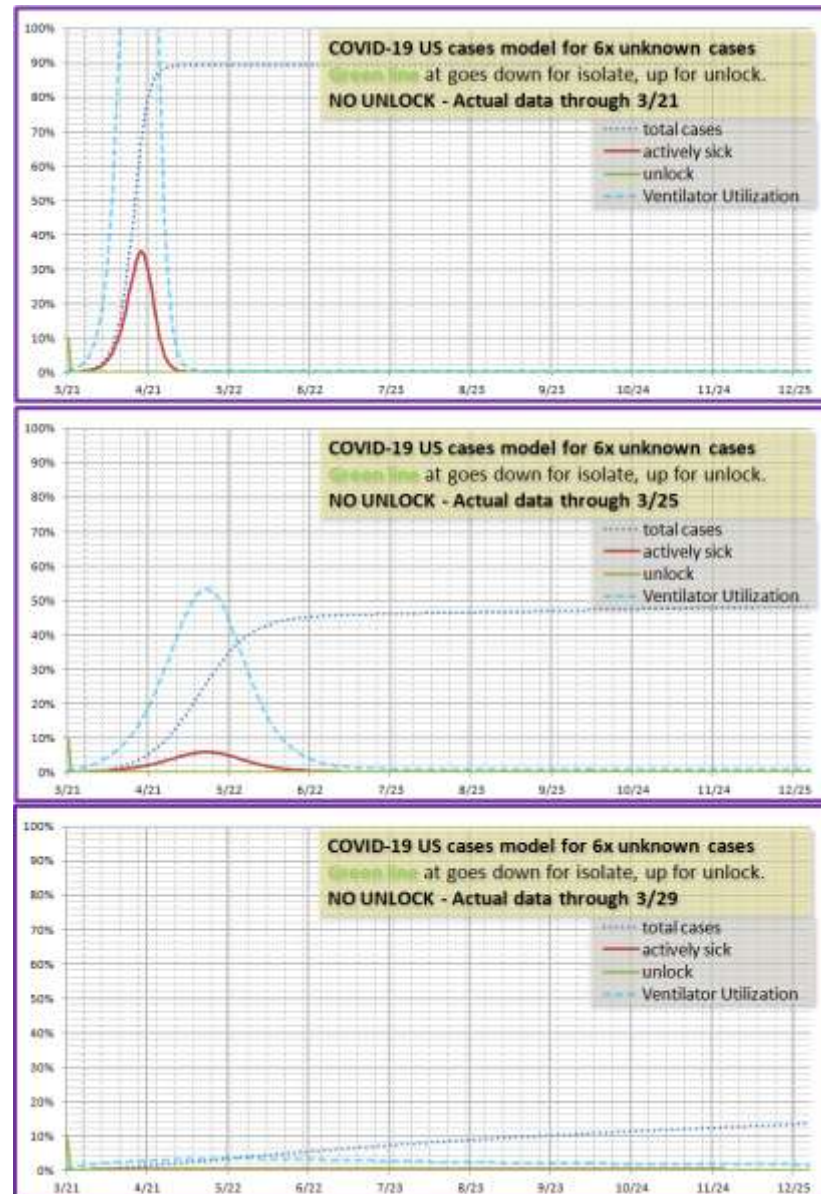 100%
COVID-19 US cases model for 6x unknown cases
90%
Green line at goes down for isolate, up for unlock.
80%
NO UNLOCK - Actual data through 3/21
70%
total cases
actively sick
60%
unlock
50%
Ventilator Utilization
40%
30%
20%
10%
0%
3/21 4/21 5/22 6/22 7/23 8/23 9/23 10/24 11/24 12/25
100%
COVID-19 US cases model for 6x unknown cases
90%
Green line at goes down for isolate, up for unlock.
80%
NO UNLOCK - Actual data through 3/25
70%
total cases
actively sick
60%
unlock
50%
Ventilator Utilization
40%
30%
20%
10%
0%
3/21 4/21 5/22 6/22 7/23 8/23 9/23 10/24 11/24 12/25
100%
COVID-19 US cases model for 6x unknown cases
90%
Green line at goes down for isolate, up for unlock.
80%
NO UNLOCK - Actual data through 3/29
70%
total cases
actively sick
60%
unlock
50%
Ventilator Utilization
40%
30%
20%
10%
0%
3/21 4/21 5/22 6/22 7/23 8/23 9/23 10/24 11/24 12/25